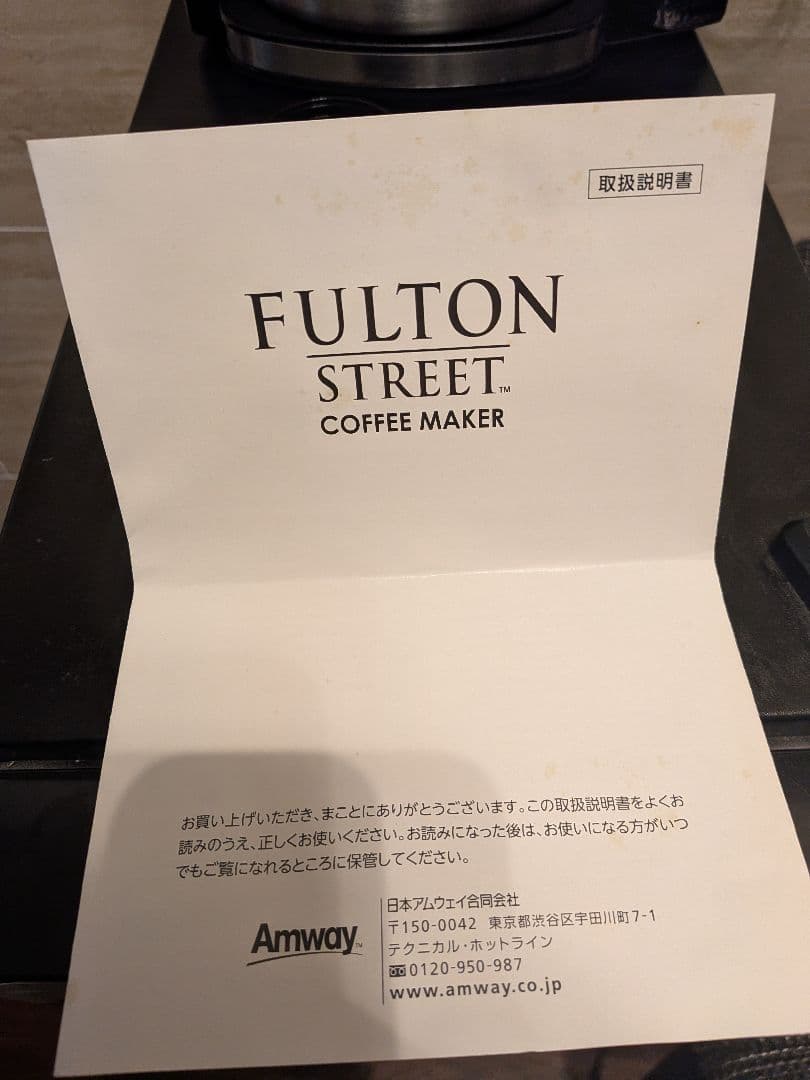 取扱説明書
FULTON
STREET™
COFFEE MAKER
お買い上げいただき、まことにありがとうございます。この取扱説明書をよくお
読みのうえ、正しくお使いください。お読みになった後は、お使いになる方がいつ
でもご覧になれるところに保管してください。
Amway™
日本アムウェイ合同会社
〒150-0042 東京都渋谷区宇田川町7-1
テクニカル・ホットライン
0120-950-987
www.amway.co.jp